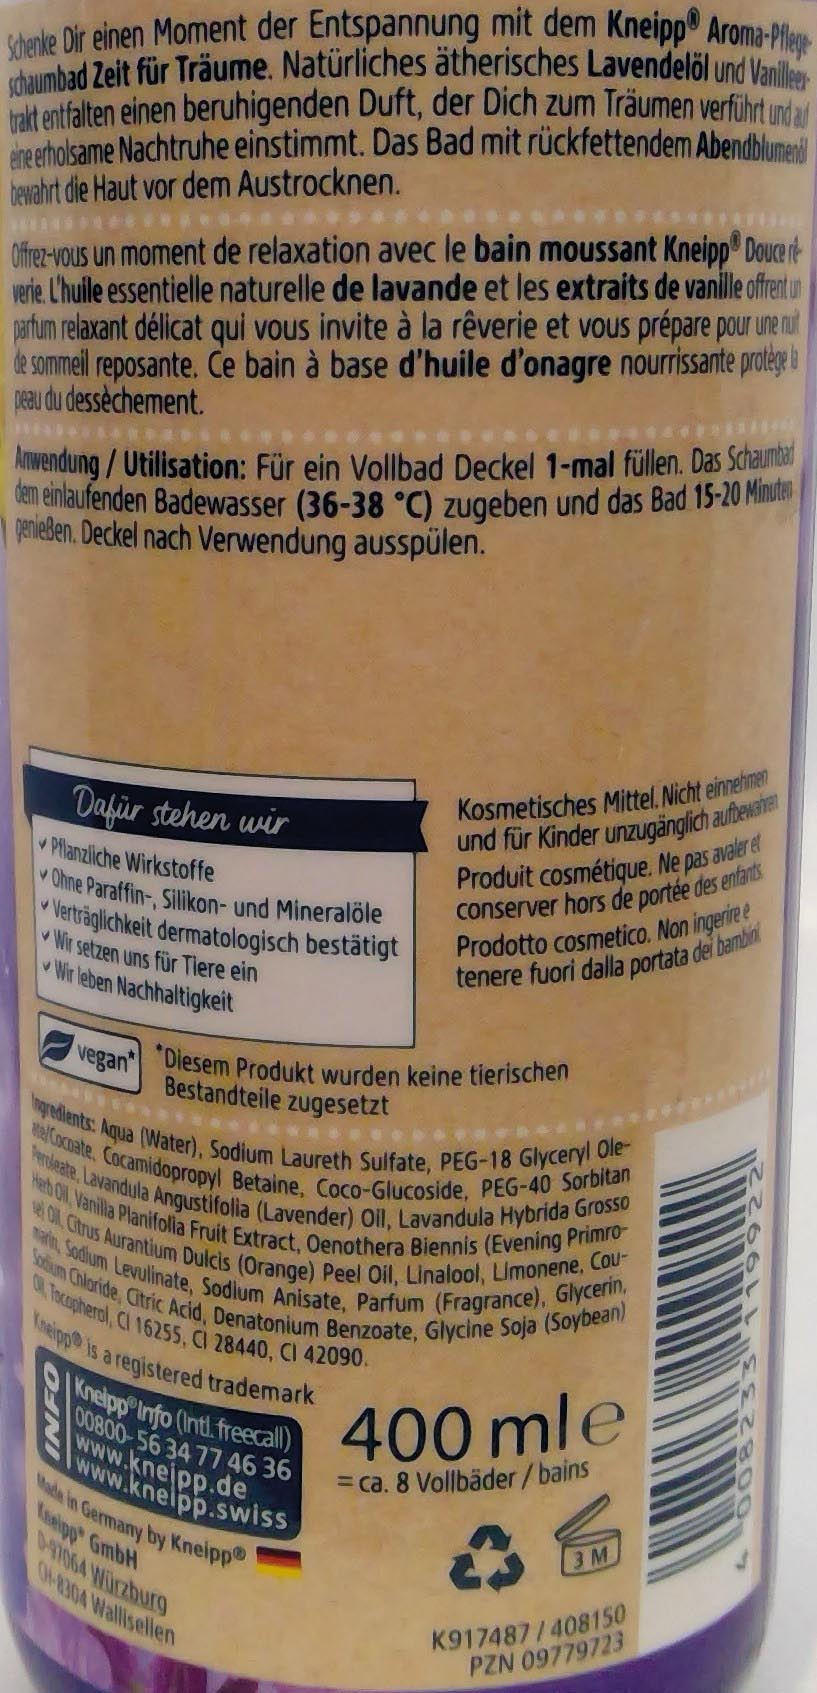 Schenke Dir einen Moment der Entspannung mit dem Kneipp® Aroma-Pflege-
schaumbad Zeit für Träume. Natürliches ätherisches Lavendelöl und Vanilleex-
trakt entfalten einen beruhigenden Duft, der Dich zum Träumen verführt und auf
eine erholsame Nachtruhe einstimmt. Das Bad mit rückfettendem Abendblumenöl
bewahrt die Haut vor dem Austrocknen.
Offrez-vous un moment de relaxation avec le bain moussant Kneipp® Douce rê-
verie. L'huile essentielle naturelle de lavande et les extraits de vanille offrent un
parfum relaxant délicat qui vous invite à la rêverie et vous prépare pour une nuit
de sommeil reposante. Ce bain à base d'huile d'onagre nourrissante protège la
peau du dessèchement.
Anwendung / Utilisation: Für ein Vollbad Deckel 1-mal füllen. Das Schaumbad
dem einlaufenden Badewasser (36-38 °C) zugeben und das Bad 15-20 Minuten
genießen. Deckel nach Verwendung ausspülen.
Dafür stehen wir
✓ Pflanzliche Wirkstoffe
✓ Ohne Paraffin-, Silikon- und Mineralöle
✓ Verträglichkeit dermatologisch bestätigt
✓ Wir setzen uns für Tiere ein
✓ Wir leben Nachhaltigkeit
Kosmetisches Mittel. Nicht einnehmen
und für Kinder unzugänglich aufbewahren
Produit cosmétique. Ne pas avaler et
conserver hors de portée des enfants.
Prodotto cosmetico. Non ingerire e
tenere fuori dalla portata dei bambini.
vegan*
*Diesem Produkt wurden keine tierischen
Bestandteile zugesetzt
Ingredients: Aqua (Water), Sodium Laureth Sulfate, PEG-18 Glyceryl Ole-
ate/Cocoate, Cocamidopropyl Betaine, Coco-Glucoside, PEG-40 Sorbitan
Peroleate, Lavandula Angustifolia (Lavender) Oil, Lavandula Hybrida Grosso
Herb Oil, Vanilla Planifolia Fruit Extract, Oenothera Biennis (Evening Primro-
se) Oil, Citrus Aurantium Dulcis (Orange) Peel Oil, Linalool, Limonene, Cou-
marin, Sodium Levulinate, Sodium Anisate, Parfum (Fragrance), Glycerin,
Sodium Chloride, Citric Acid, Denatonium Benzoate, Glycine Soja (Soybean)
Oil, Tocopherol, CI 16255, CI 28440, CI 42090.
Kneipp® is a registered trademark
INFO
Kneipp®Info (Intl. freecall)
00800- 56 34 77 46 36
www.kneipp.de
www.kneipp.swiss
400 ml e
= ca. 8 Vollbäder / bains
Made in Germany by Kneipp®
Kneipp® GmbH
D-97064 Würzburg
CH-8304 Wallisellen
3 M
K917487 / 408150
PZN 09779723
4 008233 119922